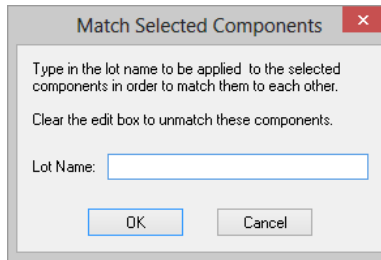 Match Selected Components
Type in the lot name to be applied  to the selected
components in order to match them to each other.
Clear the edit box to unmatch these components.
Lot Name:
OK Cancel